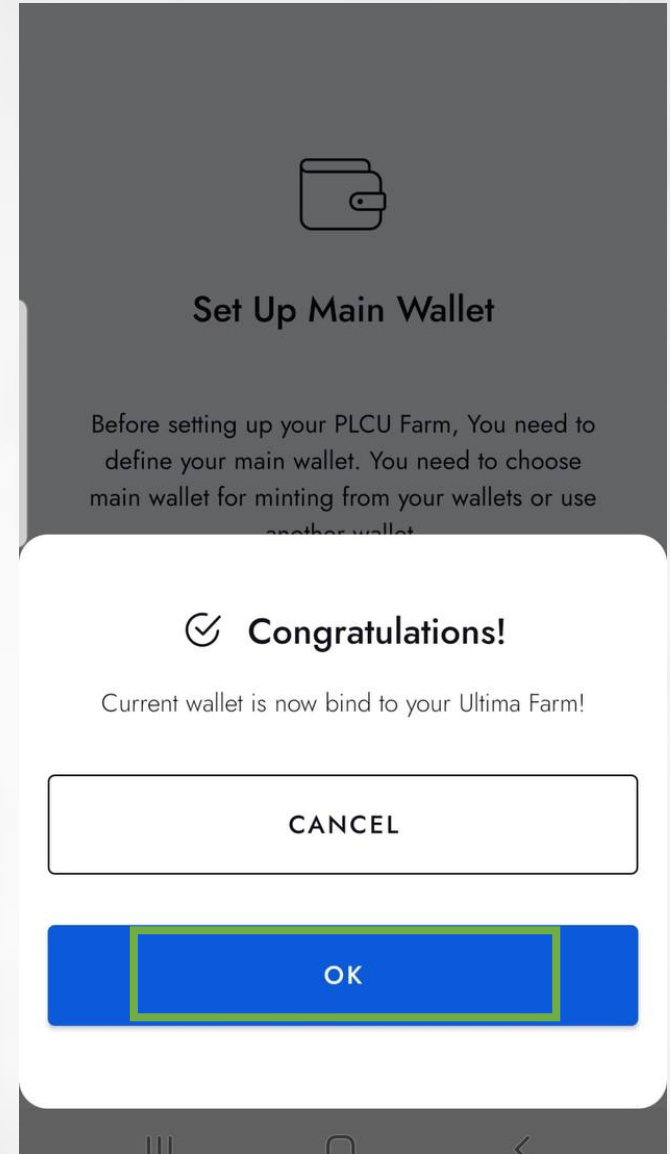 Set Up Main Wallet
Before setting up your PLCU Farm, You need to
define your main wallet. You need to choose
main wallet for minting from your wallets or use
another wallet
Congratulations!
Current wallet is now bind to your Ultima Farm!
CANCEL
OK